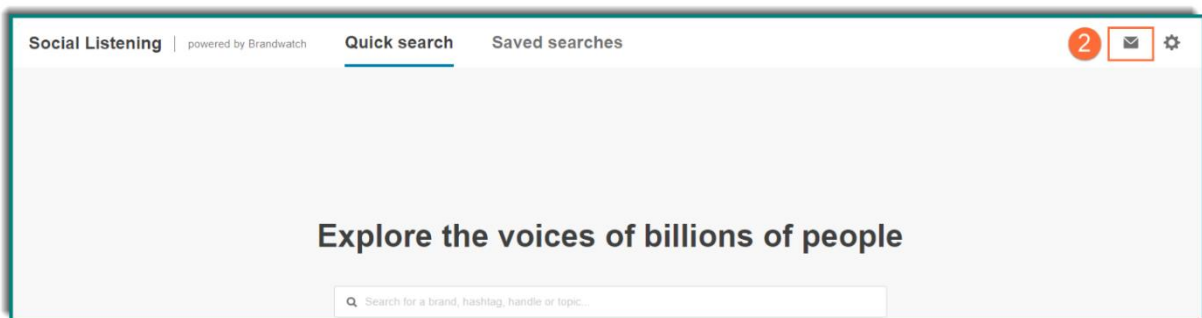 Social Listening | powered by Brandwatch Quick search Saved searches 2
Explore the voices of billions of people
Search for a brand, hashtag, handle or topic...